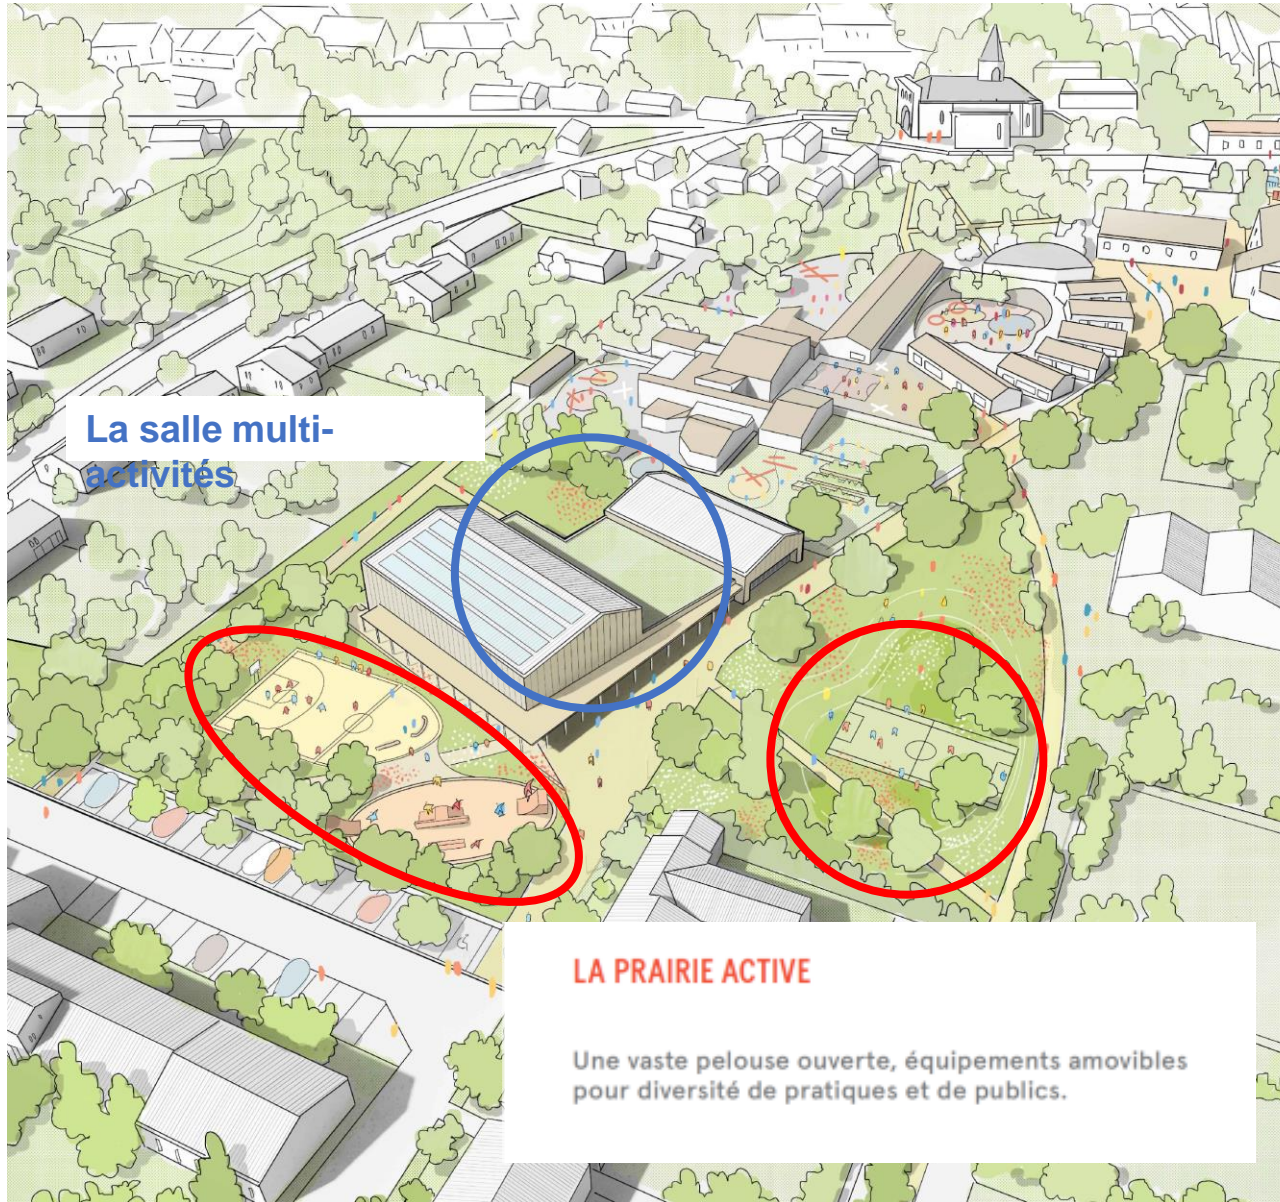 La salle multi-
activités
LA PRAIRIE ACTIVE
Une vaste pelouse ouverte, équipements amovibles
pour diversité de pratiques et de publics.